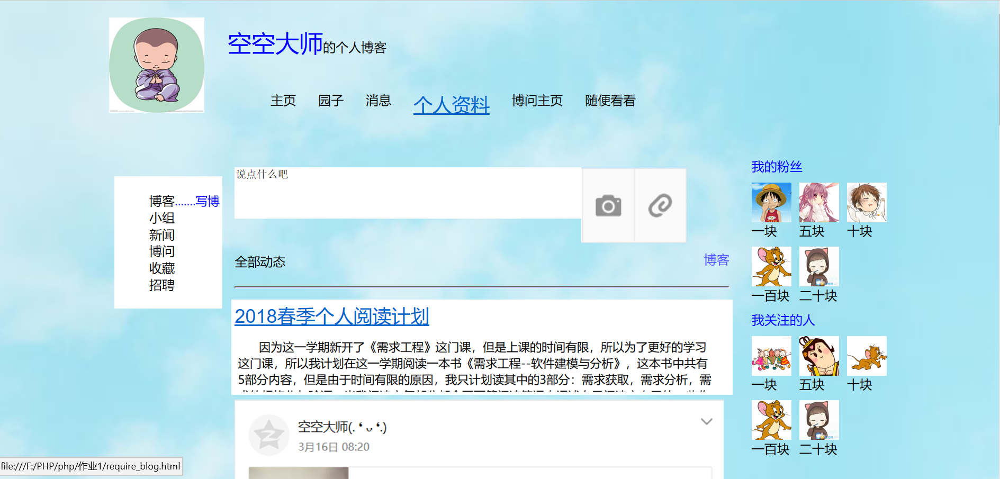 空空大师的个人博客
主页 园子 消息 个人资料 博问主页 随便看看
博客.......写博
小组
新闻
博问
收藏
招聘
说点什么吧
全部动态 博客
2018春季个人阅读计划
因为这一学期新开了《需求工程》这门课，但是上课的时间有限，所以为了更好的学习
这门课，所以我计划在这一学期阅读一本书《需求工程--软件建模与分析》，这本书中共有
5部分内容，但是由于时间有限的原因，我只计划读其中的3部分：需求获取，需求分析，需
空空大师(. ❛ ᴗ ❛.)
3月16日 08:20
我的粉丝
一块 五块 十块
一百块 二十块
我关注的人
一块 五块 十块
一百块 二十块
file:///F:/PHP/php/作业1/require_blog.html